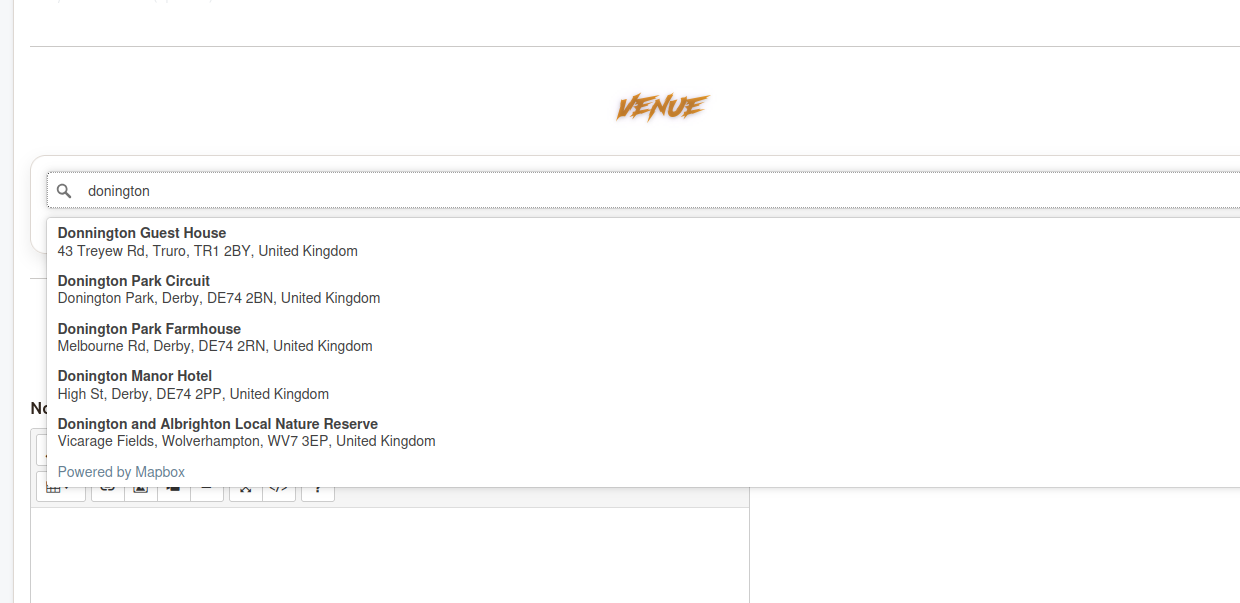 VENUE
donington
Donnington Guest House
43 Treyew Rd, Truro, TR1 2BY, United Kingdom
Donington Park Circuit
Donington Park, Derby, DE74 2BN, United Kingdom
Donington Park Farmhouse
Melbourne Rd, Derby, DE74 2RN, United Kingdom
Donington Manor Hotel
High St, Derby, DE74 2PP, United Kingdom
Donington and Albrighton Local Nature Reserve
Vicarage Fields, Wolverhampton, WV7 3EP, United Kingdom
Powered by Mapbox